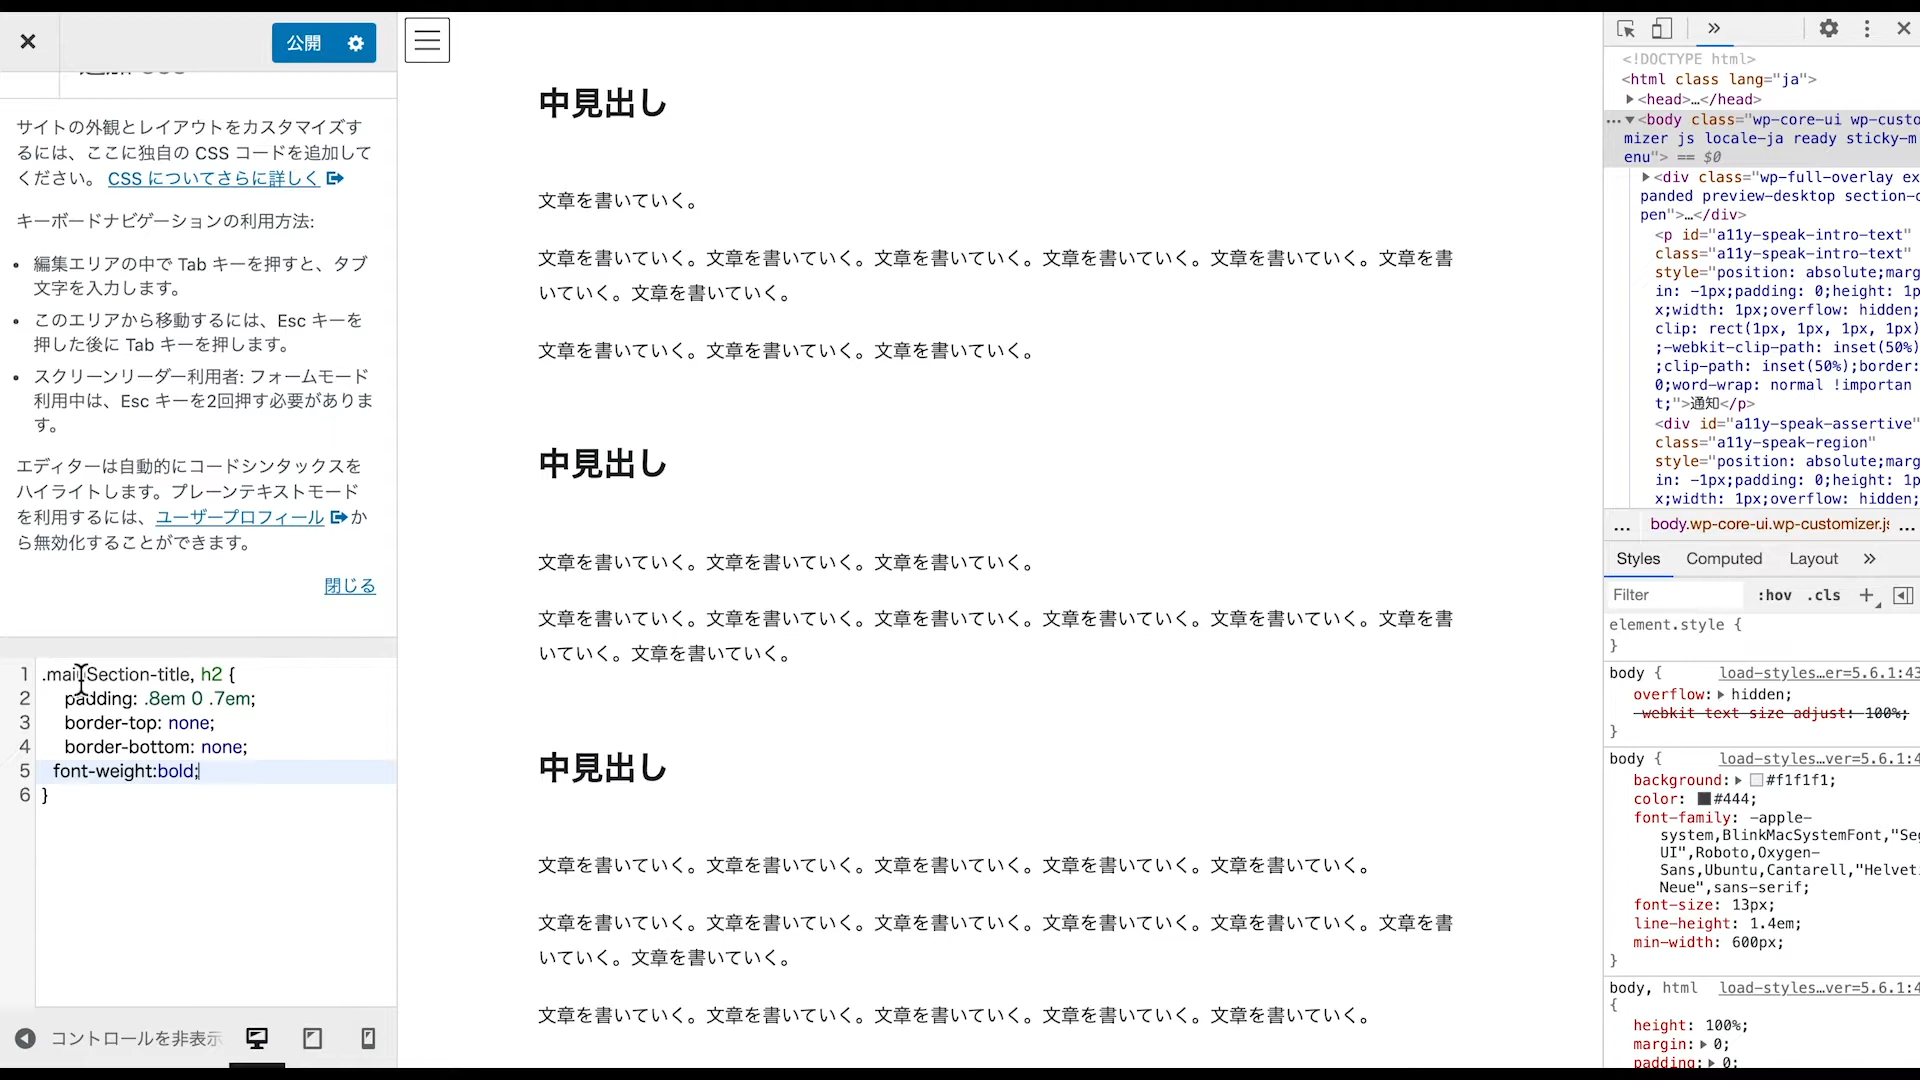 公開
サイトの外観とレイアウトをカスタマイズす
るには、ここに独自の CSS コードを追加して
ください。 CSS についてさらに詳しく
キーボードナビゲーションの利用方法:
編集エリアの中で Tab キーを押すと、タブ
文字を入力します。
このエリアから移動するには、Esc キーを
押した後に Tab キーを押します。
スクリーンリーダー利用者: フォームモード
利用中は、Esc キーを2回押す必要がありま
す。
エディターは自動的にコードシンタックスを
ハイライトします。プレーンテキストモード
を利用するには、ユーザープロフィール か
ら無効化することができます。
閉じる
1 .mainSection-title, h2 {
2 padding: .8em 0 .7em;
3 border-top: none;
4 border-bottom: none;
5 font-weight:bold;
6 }
コントロールを非表示
中見出し
文章を書いていく。
文章を書いていく。文章を書いていく。文章を書いていく。文章を書いていく。文章を書いていく。文章を書
いていく。文章を書いていく。
文章を書いていく。文章を書いていく。文章を書いていく。
中見出し
文章を書いていく。文章を書いていく。文章を書いていく。
文章を書いていく。文章を書いていく。文章を書いていく。文章を書いていく。文章を書いていく。文章を書
いていく。文章を書いていく。
中見出し
文章を書いていく。文章を書いていく。文章を書いていく。文章を書いていく。文章を書いていく。
文章を書いていく。文章を書いていく。文章を書いていく。文章を書いていく。文章を書いていく。文章を書
いていく。文章を書いていく。
文章を書いていく。文章を書いていく。文章を書いていく。文章を書いていく。文章を書いていく。
<!DOCTYPE html>
<html class lang="ja">
<head>…</head>
<body class="wp-core-ui wp-custo
mizer js locale-ja ready sticky-m
enu"> == $0
<div class="wp-full-overlay ex
panded preview-desktop section-o
pen">…</div>
<p id="a11y-speak-intro-text"
class="a11y-speak-intro-text"
style="position: absolute;marg
in: -1px;padding: 0;height: 1p
x;width: 1px;overflow: hidden;
clip: rect(1px, 1px, 1px, 1px)
;-webkit-clip-path: inset(50%)
;clip-path: inset(50%);border:
0;word-wrap: normal !importan
t;">通知</p>
<div id="a11y-speak-assertive"
class="a11y-speak-region"
style="position: absolute;marg
in: -1px;padding: 0;height: 1p
x;width: 1px;overflow: hidden;
... body.wp-core-ui.wp-customizer.js ...
Styles Computed Layout
Filter :hov .cls
element.style {
}
body { load-styles…er=5.6.1:43
overflow: hidden;
-webkit-text-size-adjust: 100%;
}
body { load-styles…ver=5.6.1:4
background: #f1f1f1;
color: #444;
font-family: -apple-
system,BlinkMacSystemFont,"Seg
UI",Roboto,Oxygen-
Sans,Ubuntu,Cantarell,"Helveti
Neue",sans-serif;
font-size: 13px;
line-height: 1.4em;
min-width: 600px;
}
body, html load-styles…ver=5.6.1:4
{
height: 100%;
margin: 0;
padding: 0;